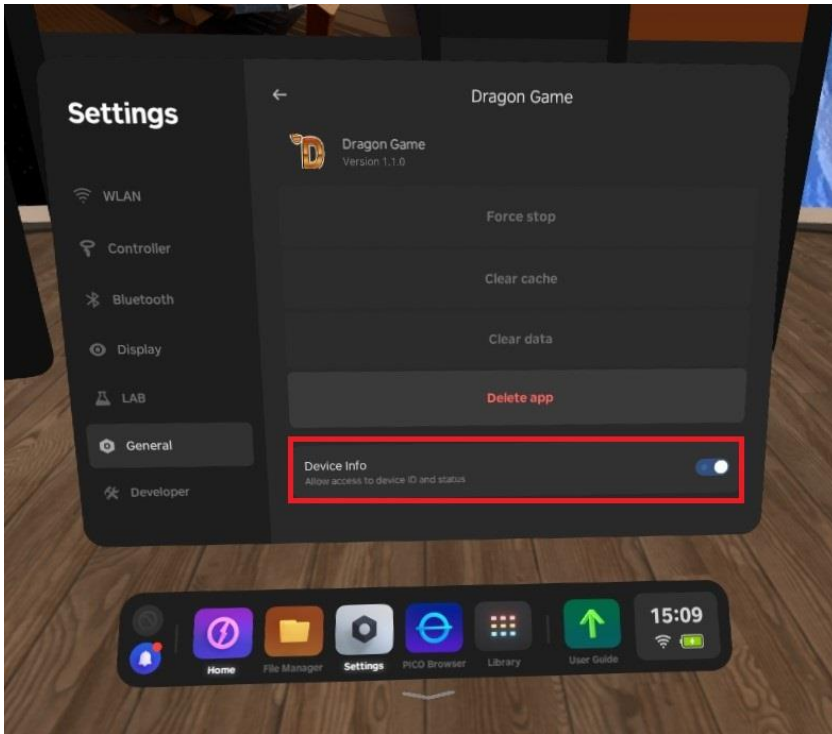 Settings
WLAN
Controller
Bluetooth
Display
LAB
General
Developer
Dragon Game
D
Dragon Game
Version 1.1.0
Force stop
Clear cache
Clear data
Delete app
Device Info
Allow access to device ID and status
Home
File Manager
Settings
PICO Browser
Library
User Guide
15:09